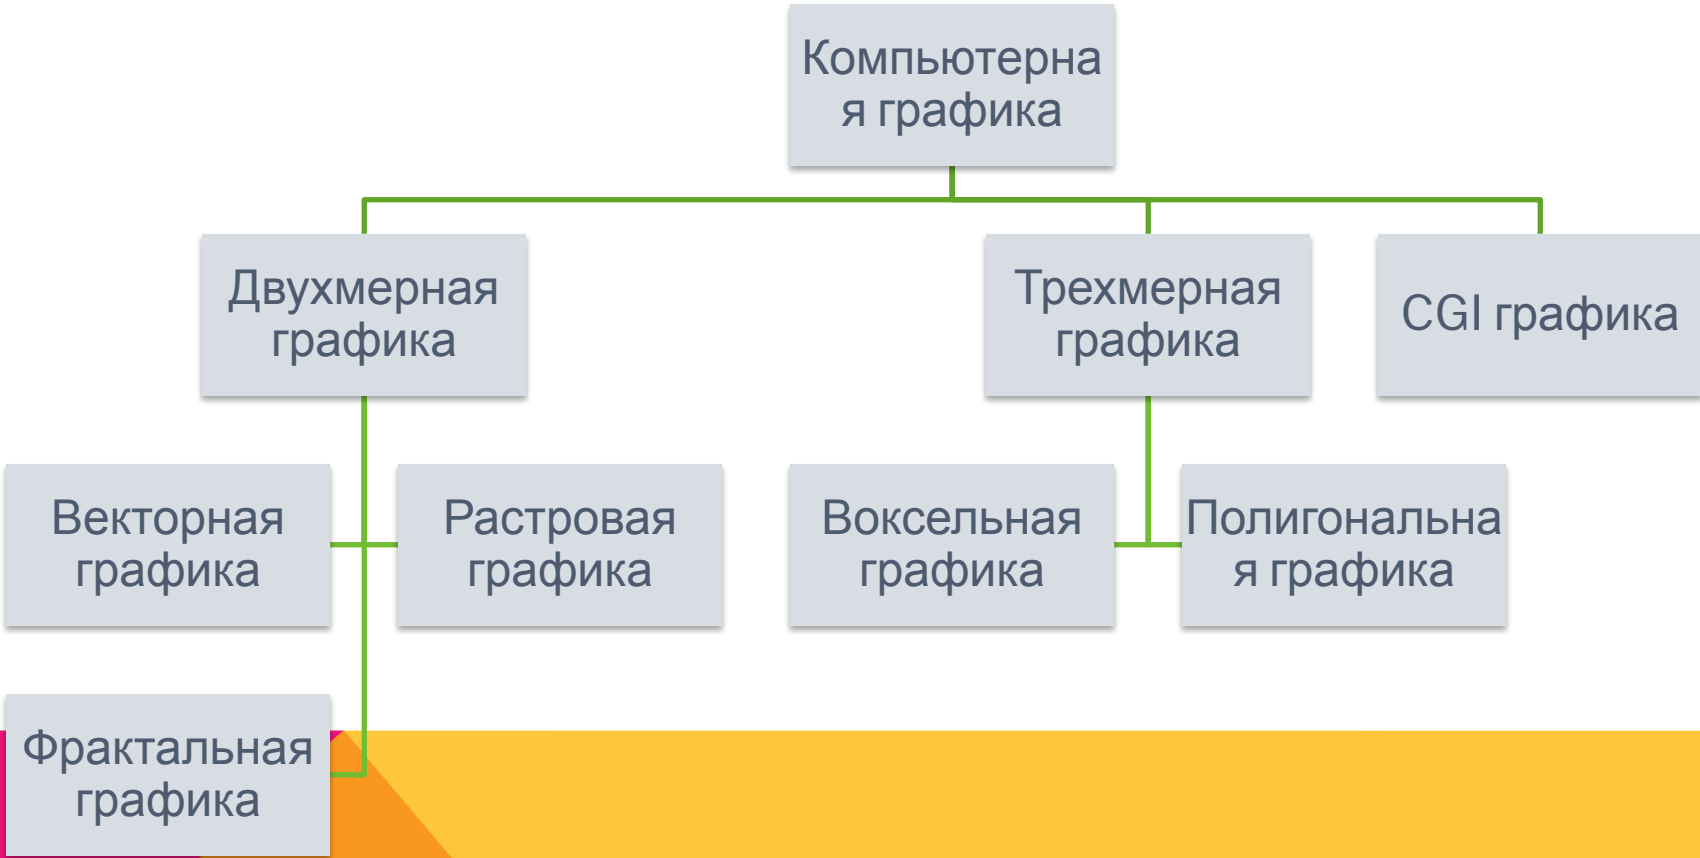 Компьютерна
я графика
Двухмерная
графика
Трехмерная
графика
CGI графика
Векторная
графика
Растровая
графика
Воксельная
графика
Полигональна
я графика
Фрактальная
графика